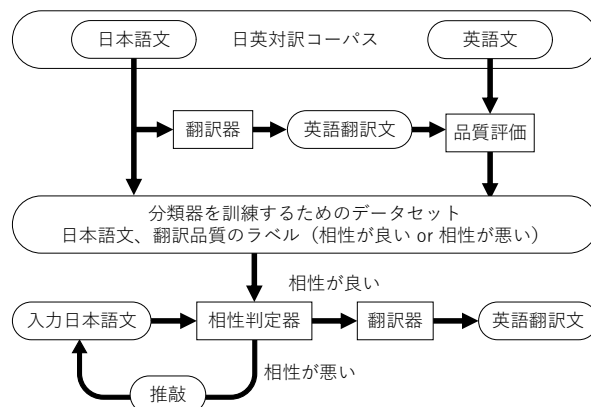 日本語文
日英対訳コーパス
英語文
翻訳器
英語翻訳文
品質評価
分類器を訓練するためのデータセット
日本語文、翻訳品質のラベル（相性が良い or 相性が悪い）
相性が良い
入力日本語文
相性判定器
翻訳器
英語翻訳文
相性が悪い
推敲